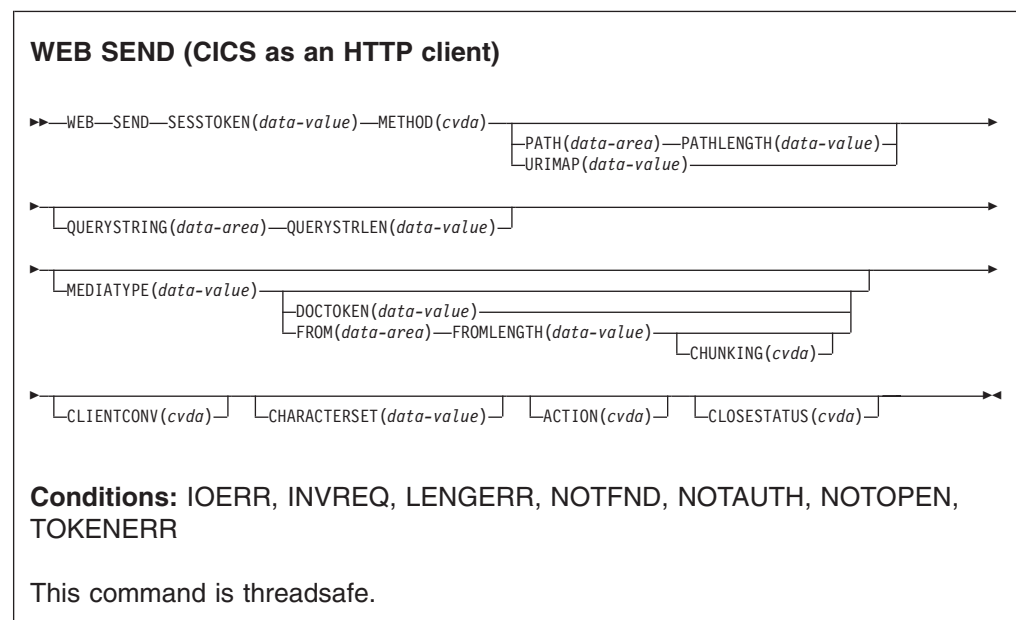 WEB SEND (CICS as an HTTP client)
WEB SEND SESSTOKEN(data-value) METHOD(cvda)
PATH(data-area) PATHLENGTH(data-value)
URIMAP(data-value)
QUERYSTRING(data-area) QUERYSTRLEN(data-value)
MEDIATYPE(data-value)
DOCTOKEN(data-value)
FROM(data-area) FROMLENGTH(data-value)
CHUNKING(cvda)
CLIENTCONV(cvda) CHARACTERSET(data-value) ACTION(cvda) CLOSESTATUS(cvda)
Conditions: IOERR, INVREQ, LENGERR, NOTFND, NOTAUTH, NOTOPEN,
TOKENERR
This command is threadsafe.